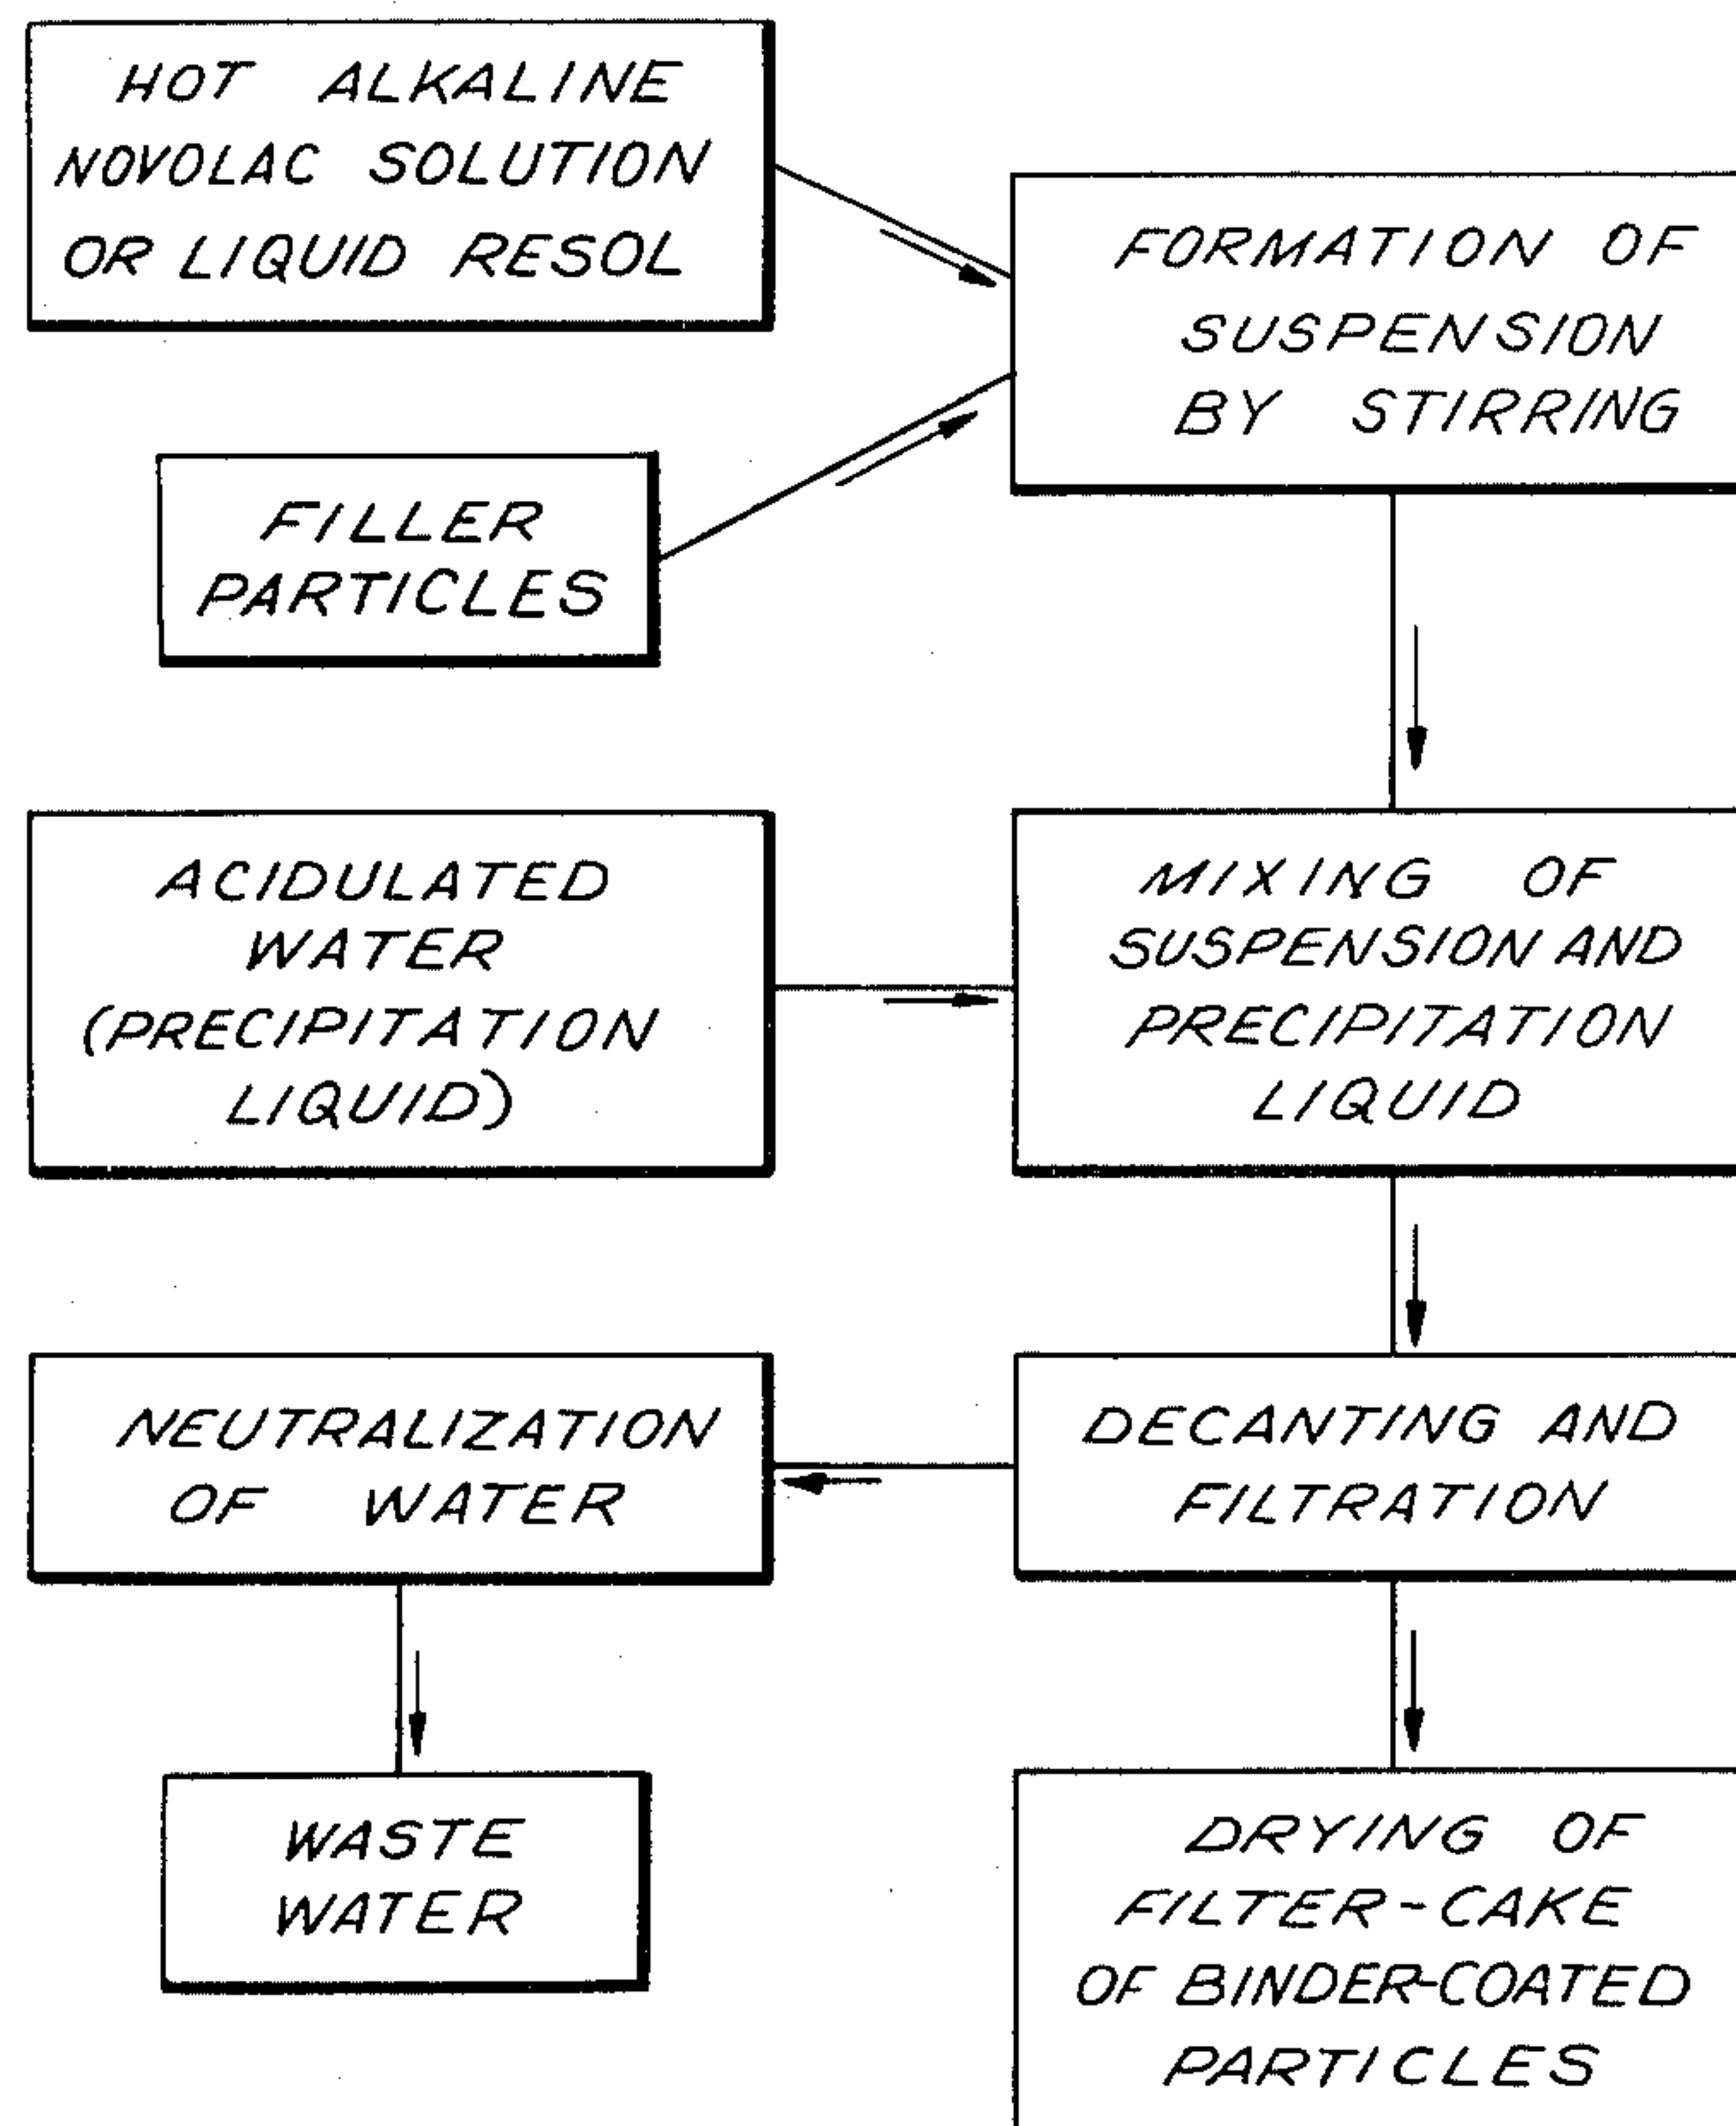 HOT ALKALINE
NOVOLAC SOLUTION
OR LIQUID RESOL
FORMATION OF
SUSPENSION
BY STIRRING
FILLER
PARTICLES
ACIDULATED
WATER
(PRECIPITATION
LIQUID)
MIXING OF
SUSPENSION AND
PRECIPITATION
LIQUID
NEUTRALIZATION
OF WATER
DECANTING AND
FILTRATION
WASTE
WATER
DRYING OF
FILTER-CAKE
OF BINDER-COATED
PARTICLES